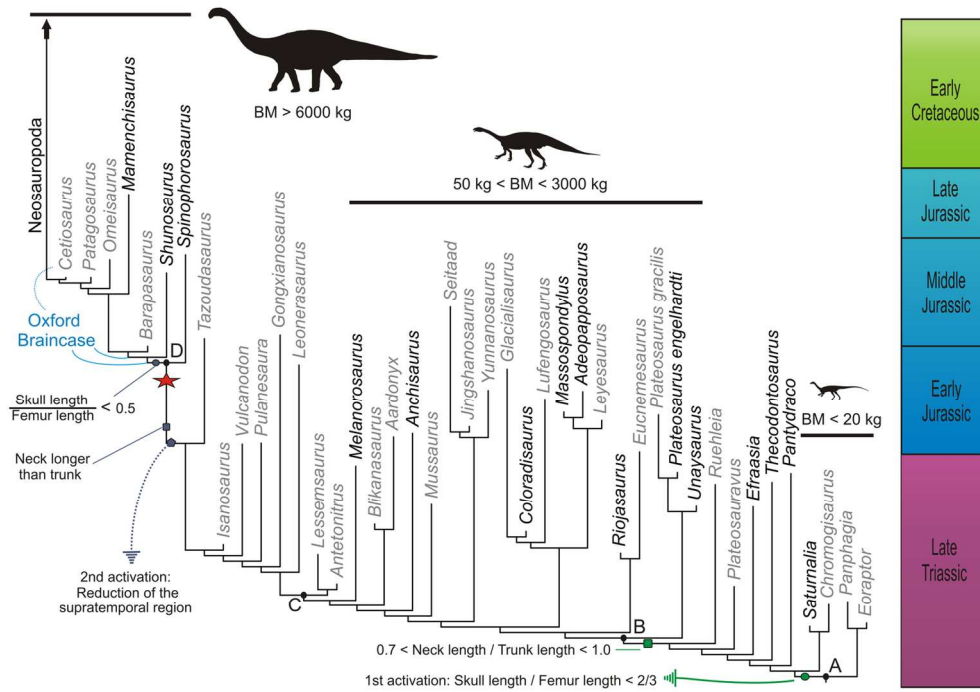 BM > 6000 kg
50 kg < BM < 3000 kg
BM < 20 kg
Neosauropoda
Cetiosaurus
Patagosaurus
Omeisaurus
Mamenchisaurus
Barapasaurus
Shunosaurus
Spinophorosaurus
Tazoudasaurus
Isanosaurus
Vulcanodon
Pulanesaura
Gongxianosaurus
Leonerasaurus
Lessemsaurus
Antetonitrus
Melanorosaurus
Blikanasaurus
Aardonyx
Anchisaurus
Mussaurus
Seitaad
Jingshanosaurus
Yunnanosaurus
Glacialisaurus
Coloradisaurus
Lufengosaurus
Massospondylus
Adeopapposaurus
Leyesaurus
Riojasaurus
Eucnemesaurus
Plateosaurus gracilis
Plateosaurus engelhardti
Unaysaurus
Ruehleia
Plateosauravus
Efraasia
Thecodontosaurus
Pantydraco
Saturnalia
Chromogisaurus
Panphagia
Eoraptor
Oxford
Braincase
D
Skull length
Femur length
< 0.5
Neck longer
than trunk
2nd activation:
Reduction of the
supratemporal region
C
B
0.7 < Neck length / Trunk length < 1.0
A
1st activation: Skull length / Femur length < 2/3
Early
Cretaceous
Late
Jurassic
Middle
Jurassic
Early
Jurassic
Late
Triassic